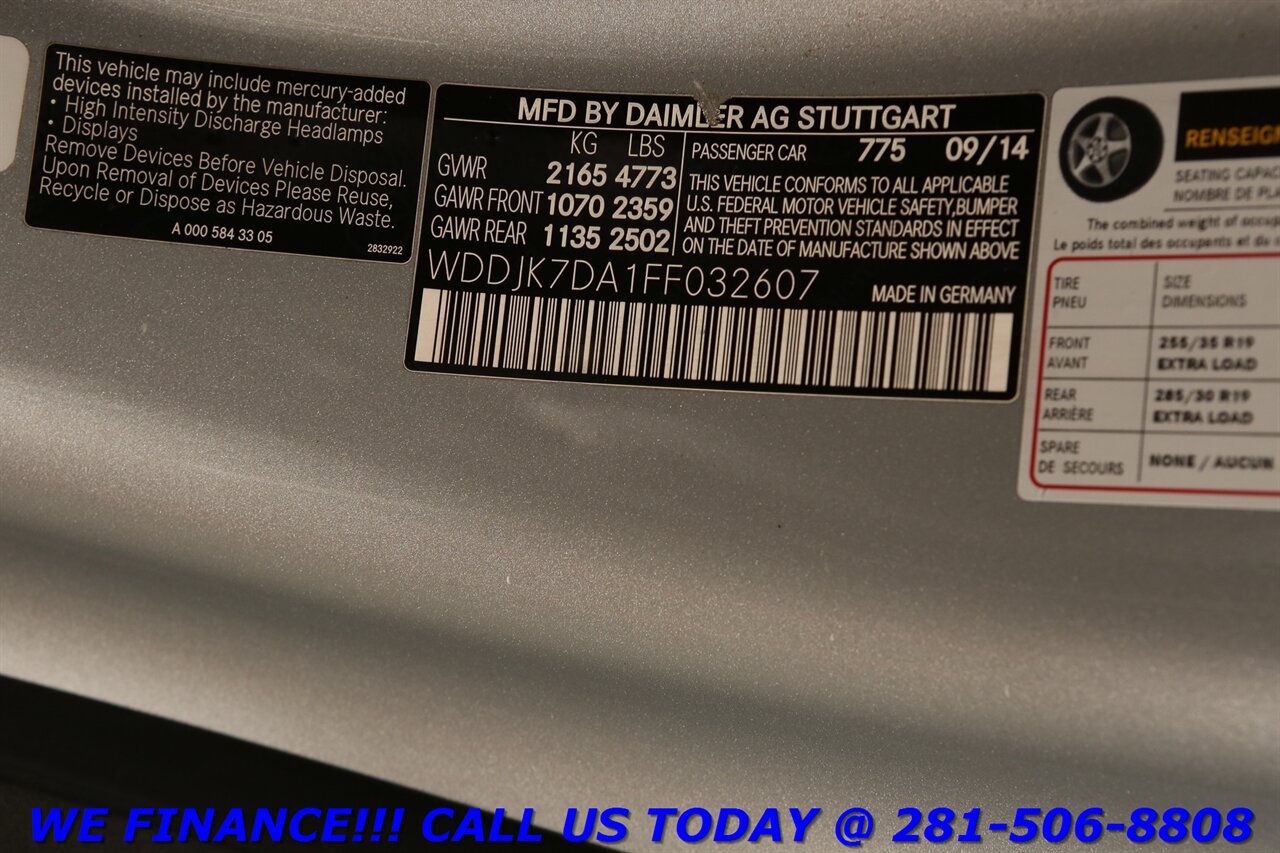 This vehicle may include mercury-added
devices installed by the manufacturer:
• High Intensity Discharge Headlamps
• Displays
Remove Devices Before Vehicle Disposal.
Upon Removal of Devices Please Reuse,
Recycle or Dispose as Hazardous Waste.
A 000 584 33 05
2832922
MFD BY DAIMLER AG STUTTGART
KG LBS
GVWR 2165 4773
GAWR FRONT 1070 2359
GAWR REAR 1135 2502
PASSENGER CAR 775 09/14
THIS VEHICLE CONFORMS TO ALL APPLICABLE
U.S. FEDERAL MOTOR VEHICLE SAFETY,BUMPER
AND THEFT PREVENTION STANDARDS IN EFFECT
ON THE DATE OF MANUFACTURE SHOWN ABOVE
WDDJK7DA1FF032607
MADE IN GERMANY
SEATING
NOMBRE DE
The combined weight of
Le poids total des occupants et du
TIRE SIZE
PNEU DIMENSIONS
FRONT 255/35 R19
AVANT EXTRA LOAD
REAR 285/30 R19
ARRIÈRE EXTRA LOAD
SPARE
DE SECOURS NONE / AUCUN
WE FINANCE!!! CALL US TODAY @ 281-506-8808